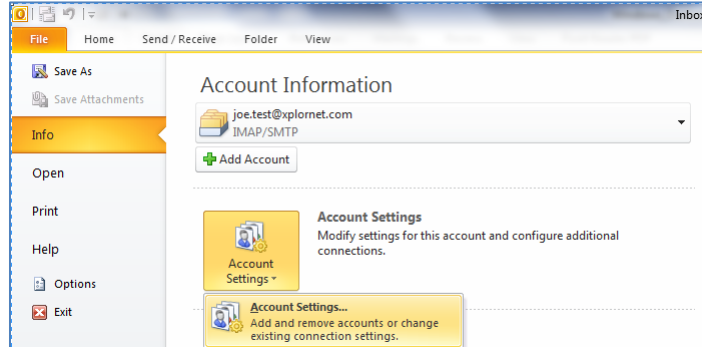 Inbox
File Home Send / Receive Folder View
Save As
Save Attachments
Info
Open
Print
Help
Options
Exit
Account Information
joe.test@xplornet.com
IMAP/SMTP
Add Account
Account Settings
Account Settings
Modify settings for this account and configure additional
connections.
Account Settings...
Add and remove accounts or change
existing connection settings.